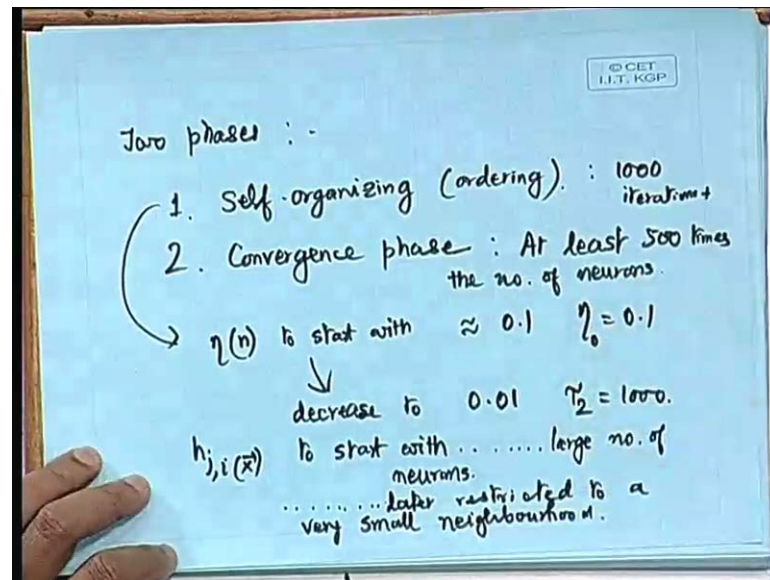 © CET
I.I.T. KGP
Two phases : -
1. Self-organizing (ordering). : 1000
iterations
2. Convergence phase : At least 500 times
the no. of neurons.
η(n) to start with ≈ 0.1 η₀ = 0.1
decrease to 0.01 τ₂ = 1000.
h j,i(x⃗) to start with ........ large no. of
neurons.
........ later restricted to a
very small neighbourhood.